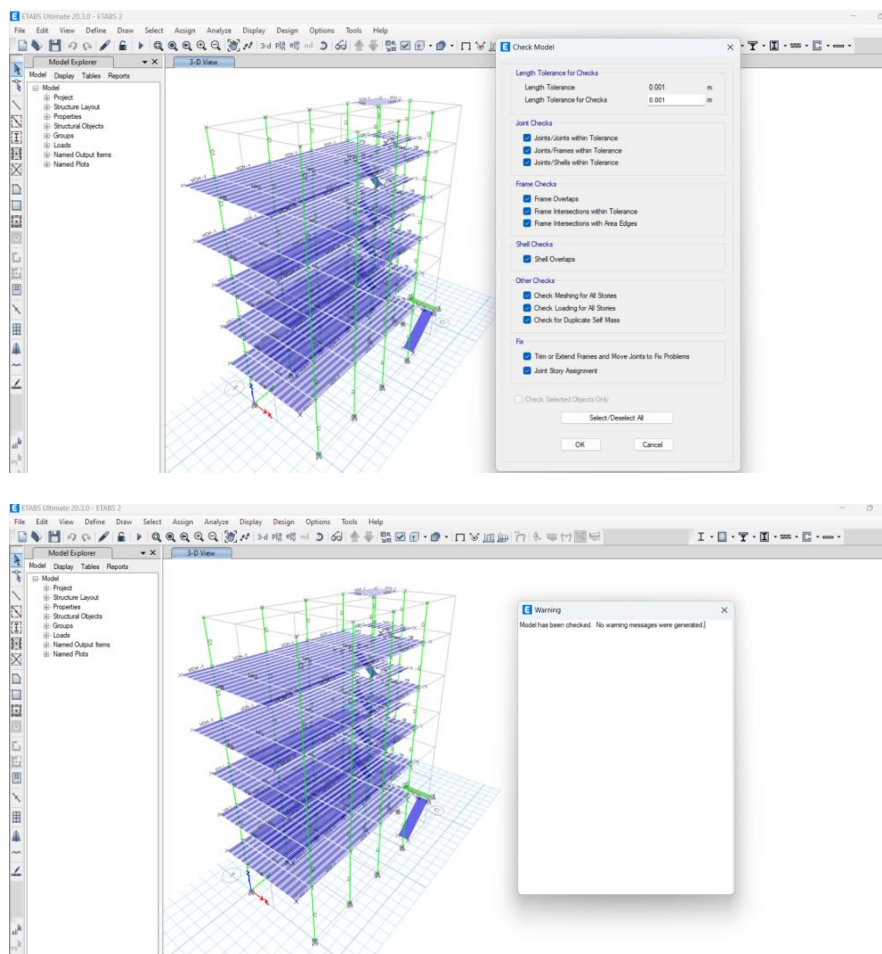 ETABS Ultimate 20.3.0 - ETABS 2
File Edit View Define Draw Select Assign Analyze Display Design Options Tools Help
Model Explorer
3-D View
Model Display Tables Reports
Model
Project
Structure Layout
Properties
Structural Objects
Groups
Loads
Named Output Items
Named Plots
Check Model
Length Tolerance for Checks
Length Tolerance 0.001 m
Length Tolerance for Checks 0.001 m
Joint Checks
Joints/Joints within Tolerance
Joints/Frames within Tolerance
Joints/Shells within Tolerance
Frame Checks
Frame Overlaps
Frame Intersections within Tolerance
Frame Intersections with Area Edges
Shell Checks
Shell Overlaps
Other Checks
Check Meshing for All Stories
Check Loading for All Stories
Check for Duplicate Self Mass
Fix
Trim or Extend Frames and Move Joints to Fix Problems
Joint Story Assignment
Check Selected Objects Only
Select/Deselect All
OK Cancel
ETABS Ultimate 20.3.0 - ETABS 2
File Edit View Define Draw Select Assign Analyze Display Design Options Tools Help
Model Explorer
3-D View
Model Display Tables Reports
Model
Project
Structure Layout
Properties
Structural Objects
Groups
Loads
Named Output Items
Named Plots
Warning
Model has been checked. No warning messages were generated.